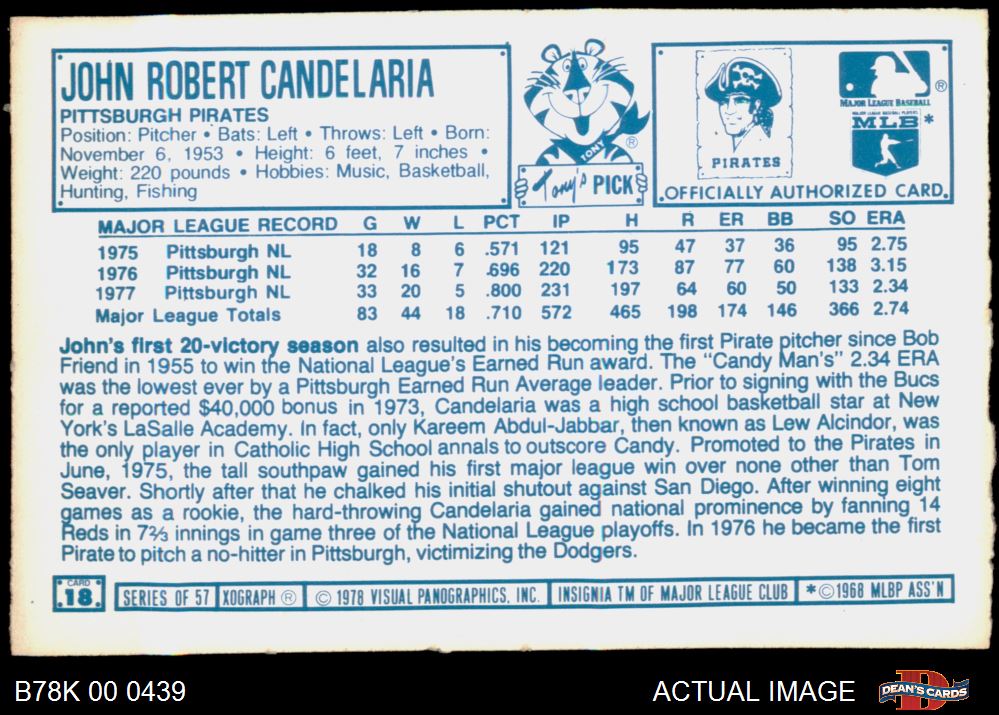 JOHN ROBERT CANDELARIA
PITTSBURGH PIRATES
Position: Pitcher • Bats: Left • Throws: Left • Born:
November 6, 1953 • Height: 6 feet, 7 inches •
Weight: 220 pounds • Hobbies: Music, Basketball,
Hunting, Fishing
TONY
®
Tony's PICK
PIRATES
®
MAJOR LEAGUE BASEBALL
MAJOR LEAGUE BASEBALL PLAYERS
MLB *
OFFICIALLY AUTHORIZED CARD
MAJOR LEAGUE RECORD G W L PCT IP H R ER BB SO ERA
1975 Pittsburgh NL 18 8 6 .571 121 95 47 37 36 95 2.75
1976 Pittsburgh NL 32 16 7 .696 220 173 87 77 60 138 3.15
1977 Pittsburgh NL 33 20 5 .800 231 197 64 60 50 133 2.34
Major League Totals 83 44 18 .710 572 465 198 174 146 366 2.74
John's first 20-victory season also resulted in his becoming the first Pirate pitcher since Bob
Friend in 1955 to win the National League's Earned Run award. The "Candy Man's" 2.34 ERA
was the lowest ever by a Pittsburgh Earned Run Average leader. Prior to signing with the Bucs
for a reported $40,000 bonus in 1973, Candelaria was a high school basketball star at New
York's LaSalle Academy. In fact, only Kareem Abdul-Jabbar, then known as Lew Alcindor, was
the only player in Catholic High School annals to outscore Candy. Promoted to the Pirates in
June, 1975, the tall southpaw gained his first major league win over none other than Tom
Seaver. Shortly after that he chalked his initial shutout against San Diego. After winning eight
games as a rookie, the hard-throwing Candelaria gained national prominence by fanning 14
Reds in 7⅔ innings in game three of the National League playoffs. In 1976 he became the first
Pirate to pitch a no-hitter in Pittsburgh, victimizing the Dodgers.
CARD
18
SERIES OF 57 XOGRAPH ® © 1978 VISUAL PANOGRAPHICS, INC. INSIGNIA TM OF MAJOR LEAGUE CLUB *© 1968 MLBP ASS'N
B78K 00 0439
ACTUAL IMAGE
DEAN'S CARDS